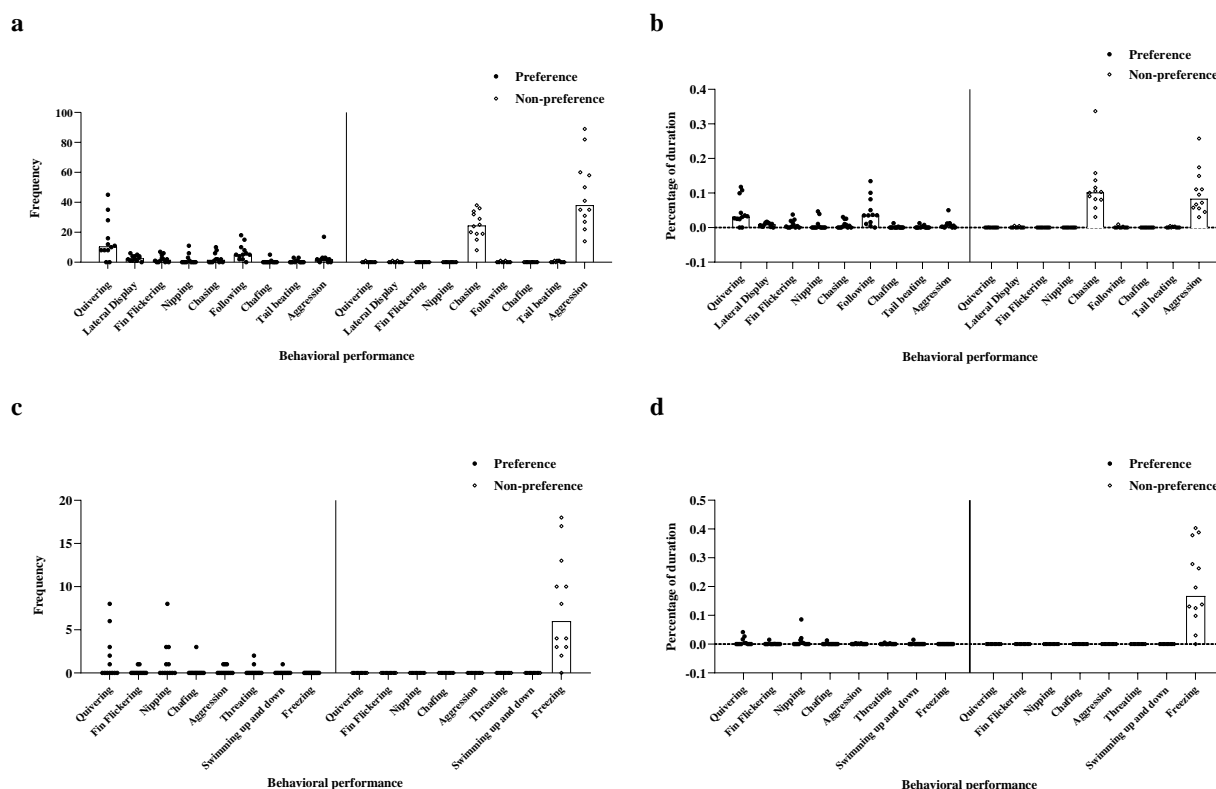 a
Preference
Non-preference
100
80
60
40
20
0
Frequency
Quivering
Lateral Display
Fin Flickering
Nipping
Chasing
Following
Chafing
Tail beating
Aggression
Quivering
Lateral Display
Fin Flickering
Nipping
Chasing
Following
Chafing
Tail beating
Aggression
Behavioral performance
b
Preference
Non-preference
0.4
0.3
0.2
0.1
0.0
-0.1
Percentage of duration
Quivering
Lateral Display
Fin Flickering
Nipping
Chasing
Following
Chafing
Tail beating
Aggression
Quivering
Lateral Display
Fin Flickering
Nipping
Chasing
Following
Chafing
Tail beating
Aggression
Behavioral performance
c
Preference
Non-preference
20
15
10
5
0
Frequency
Quivering
Fin Flickering
Nipping
Chafing
Aggression
Threating
Swimming up and down
Freezing
Quivering
Fin Flickering
Nipping
Chafing
Aggression
Threating
Swimming up and down
Freezing
Behavioral performance
d
Preference
Non-preference
0.5
0.4
0.3
0.2
0.1
0.0
-0.1
Percentage of duration
Quivering
Fin Flickering
Nipping
Chafing
Aggression
Threating
Swimming up and down
Freezing
Quivering
Fin Flickering
Nipping
Chafing
Aggression
Threating
Swimming up and down
Freezing
Behavioral performance